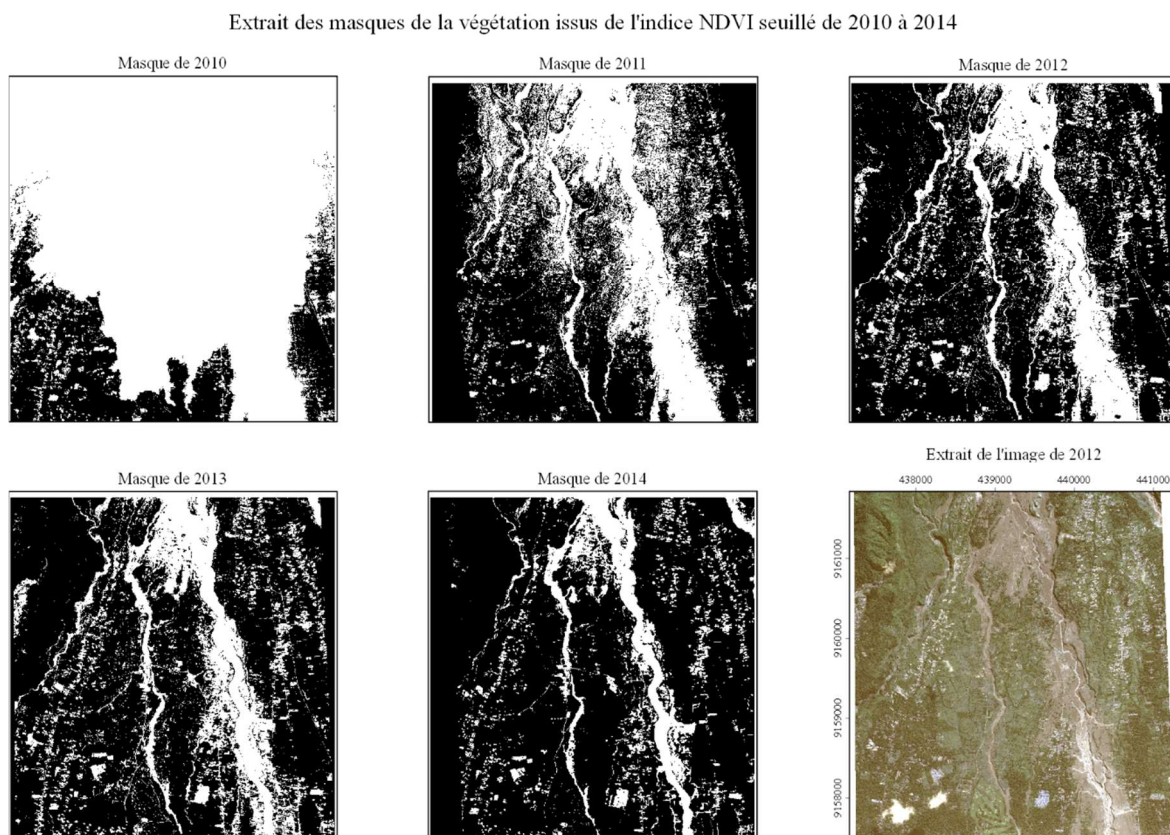 Extrait des masques de la végétation issus de l'indice NDVI seuillé de 2010 à 2014
Masque de 2010
Masque de 2011
Masque de 2012
Masque de 2013
Masque de 2014
Extrait de l'image de 2012
438000 439000 440000 441000
9161000
9160000
9159000
9158000